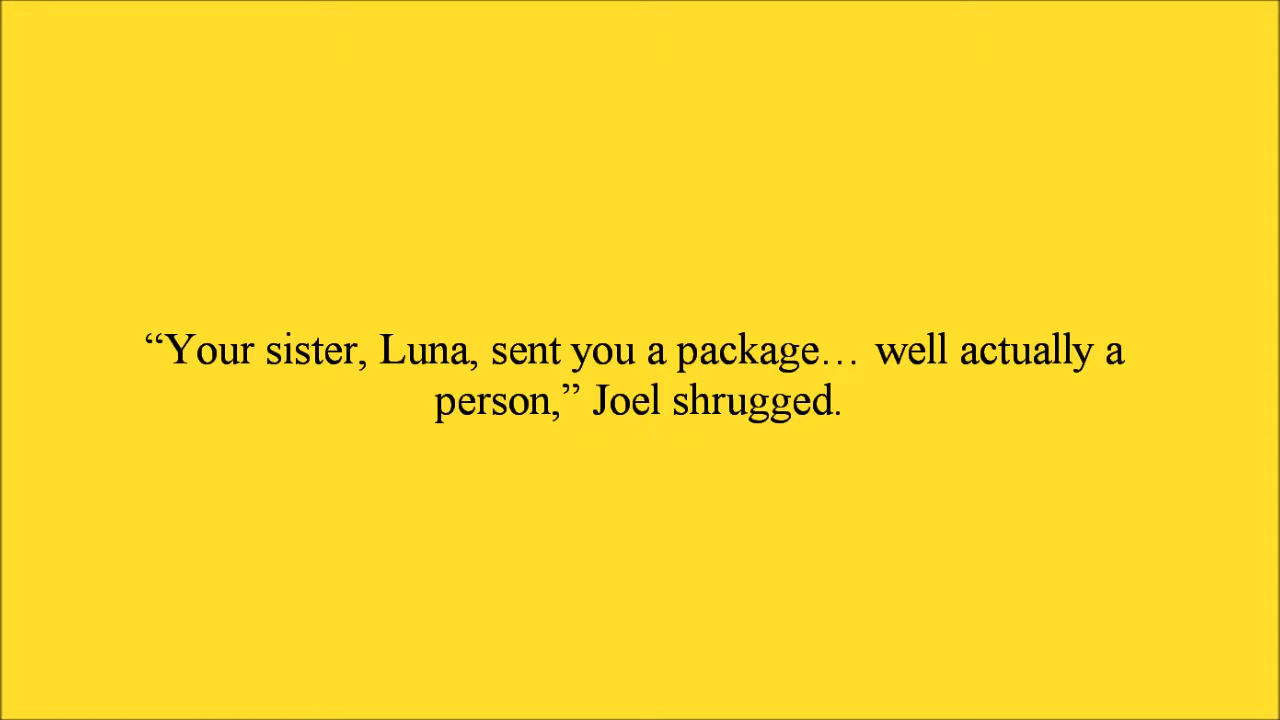 “Your sister, Luna, sent you a package… well actually a
person,” Joel shrugged.